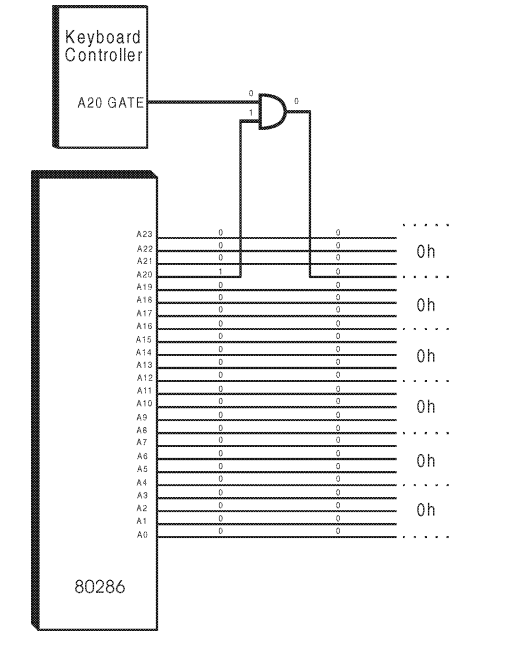 Keyboard
Controller
A20 GATE
0
0
1
A23 0 0
A22 0 0
0h
A21 0 0
A20 1 0
A19 0 0
A18 0 0
0h
A17 0 0
A16 0 0
A15 0 0
A14 0 0
0h
A13 0 0
A12 0 0
A11 0 0
A10 0 0
0h
A9 0 0
A8 0 0
A7 0 0
A6 0 0
0h
A5 0 0
A4 0 0
A3 0 0
A2 0 0
0h
A1 0 0
A0 0 0
80286